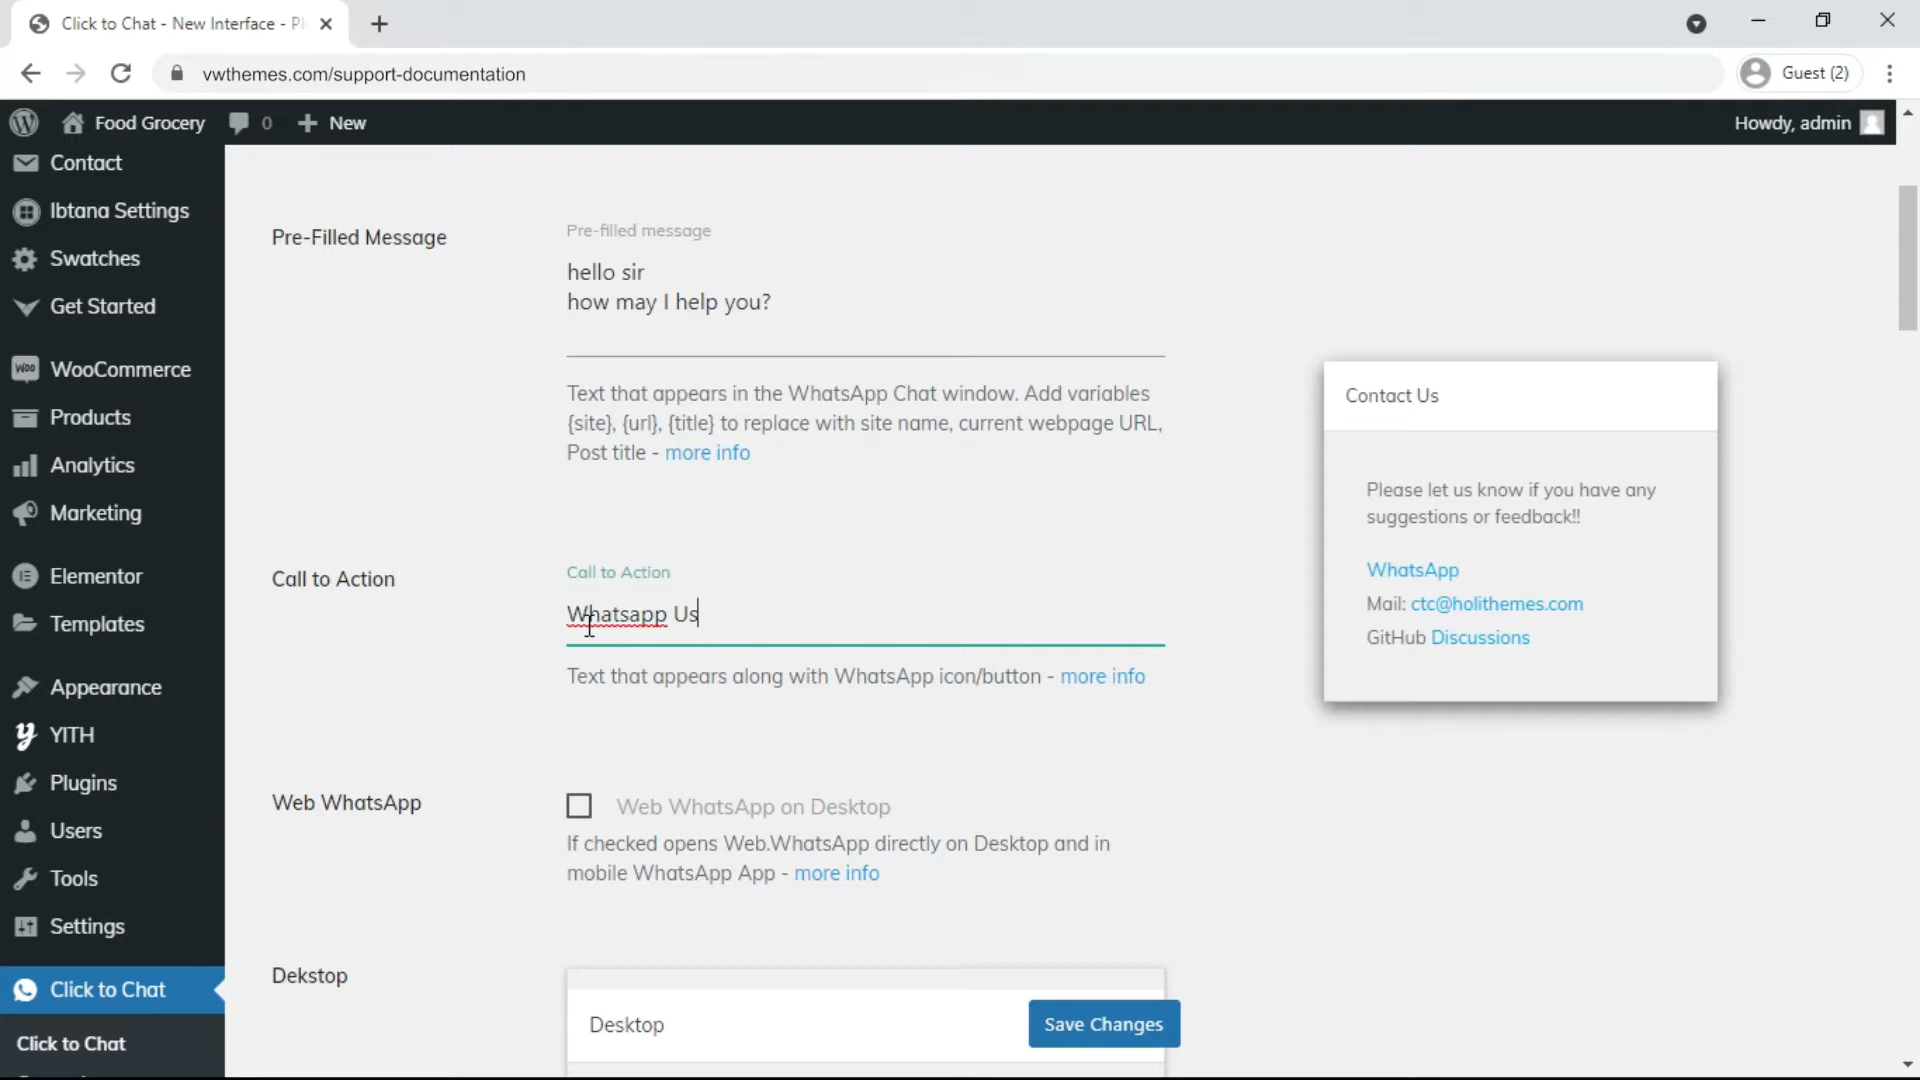 Click to Chat - New Interface - Pl
vwthemes.com/support-documentation
Guest (2)
Food Grocery
0
New
Howdy, admin
Contact
Ibtana Settings
Swatches
Get Started
WooCommerce
Products
Analytics
Marketing
Elementor
Templates
Appearance
YITH
Plugins
Users
Tools
Settings
Click to Chat
Click to Chat
Pre-Filled Message
Pre-filled message
hello sir
how may I help you?
Text that appears in the WhatsApp Chat window. Add variables
{site}, {url}, {title} to replace with site name, current webpage URL,
Post title - more info
Call to Action
Call to Action
Whatsapp Us
Text that appears along with WhatsApp icon/button - more info
Web WhatsApp
Web WhatsApp on Desktop
If checked opens Web.WhatsApp directly on Desktop and in
mobile WhatsApp App - more info
Dekstop
Desktop
Save Changes
Contact Us
Please let us know if you have any
suggestions or feedback!!
WhatsApp
Mail: ctc@holithemes.com
GitHub Discussions